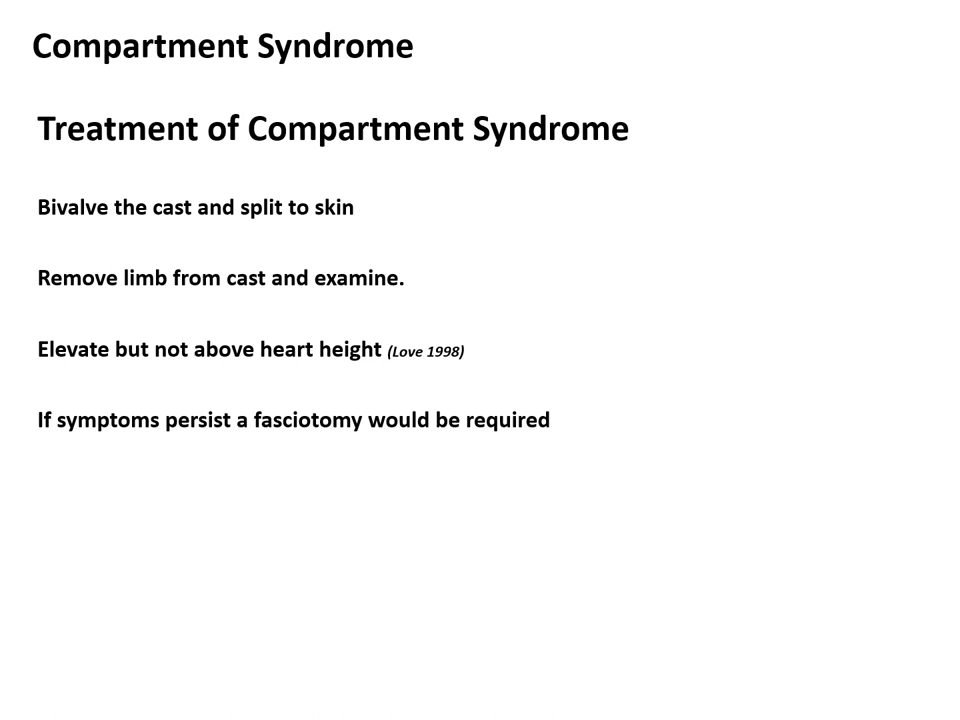 Compartment Syndrome
Treatment of Compartment Syndrome
Bivalve the cast and split to skin
Remove limb from cast and examine.
Elevate but not above heart height (Love 1998)
If symptoms persist a fasciotomy would be required